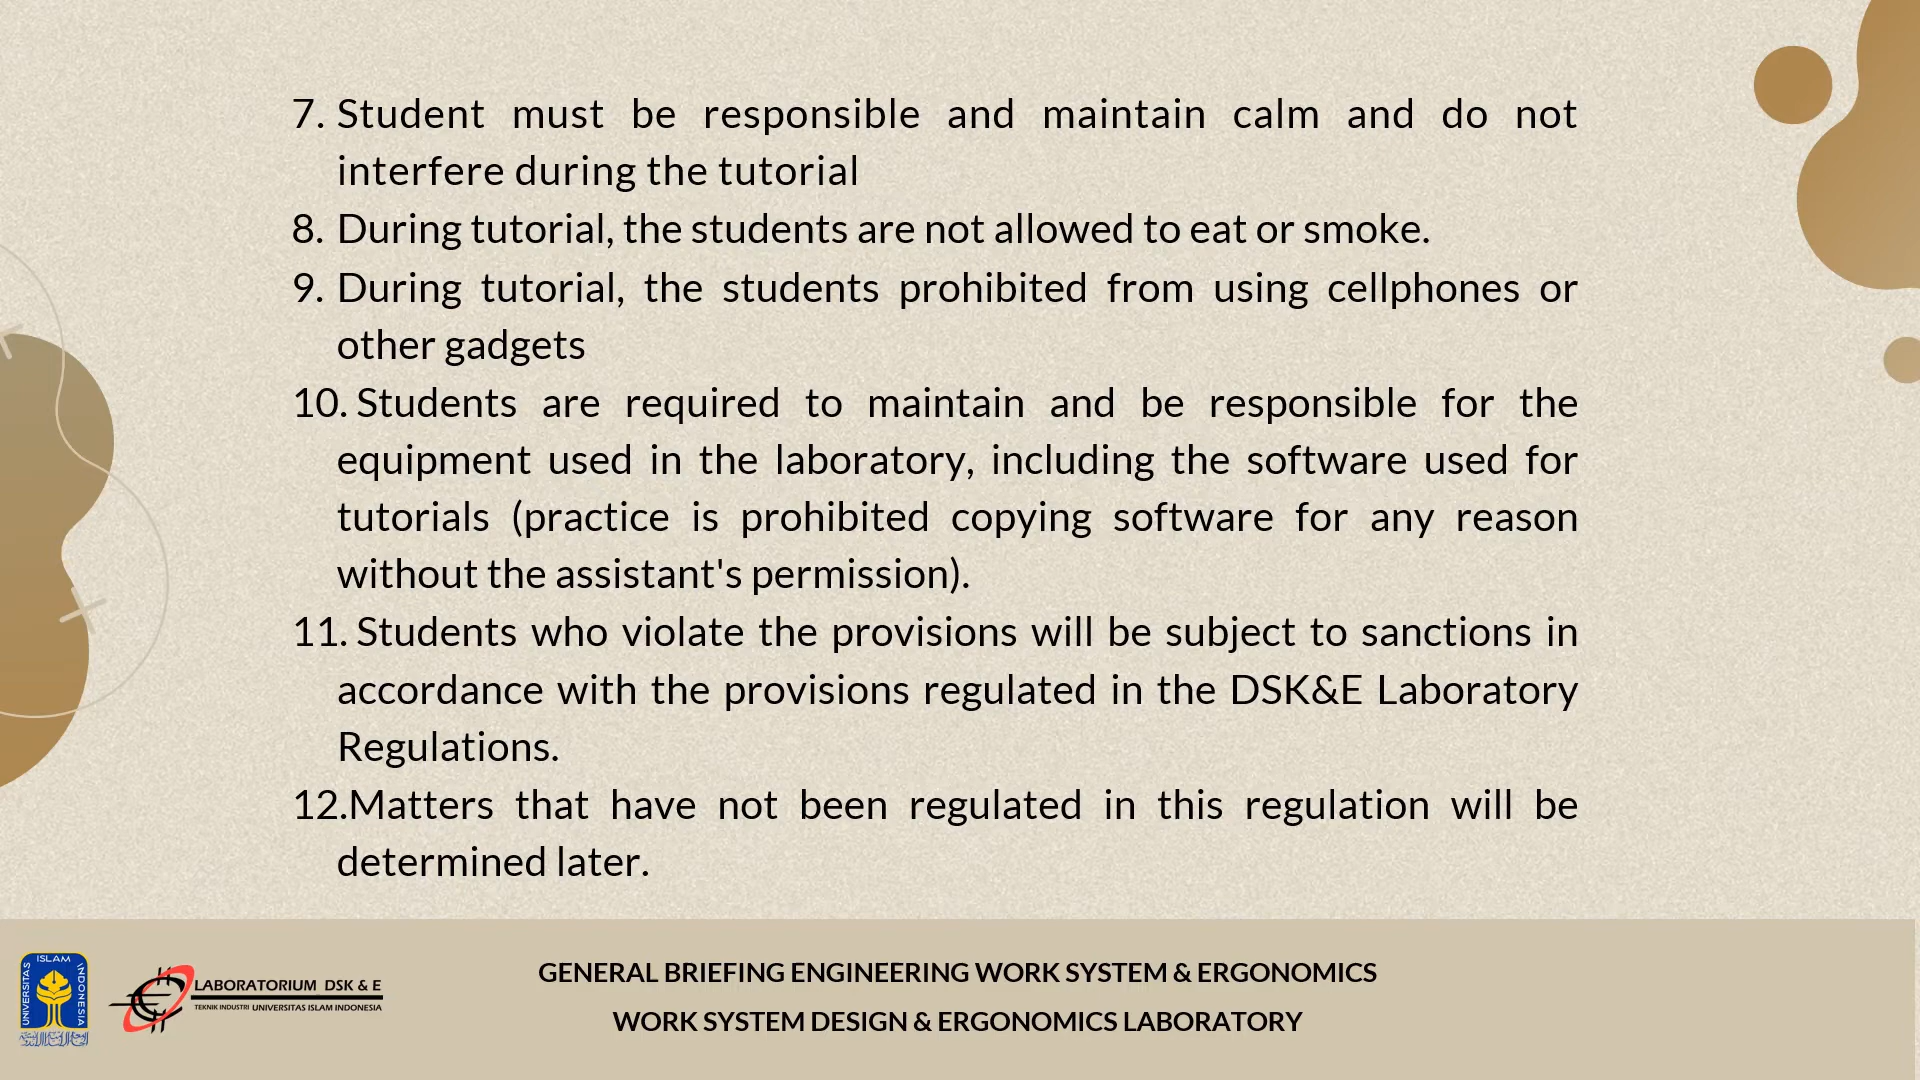 7. Student must be responsible and maintain calm and do not
interfere during the tutorial
8. During tutorial, the students are not allowed to eat or smoke.
9. During tutorial, the students prohibited from using cellphones or
other gadgets
10. Students are required to maintain and be responsible for the
equipment used in the laboratory, including the software used for
tutorials (practice is prohibited copying software for any reason
without the assistant's permission).
11. Students who violate the provisions will be subject to sanctions in
accordance with the provisions regulated in the DSK&E Laboratory
Regulations.
12.Matters that have not been regulated in this regulation will be
determined later.
UNIVERSITAS ISLAM INDONESIA
LABORATORIUM DSK & E
TEKNIK INDUSTRI UNIVERSITAS ISLAM INDONESIA
GENERAL BRIEFING ENGINEERING WORK SYSTEM & ERGONOMICS
WORK SYSTEM DESIGN & ERGONOMICS LABORATORY